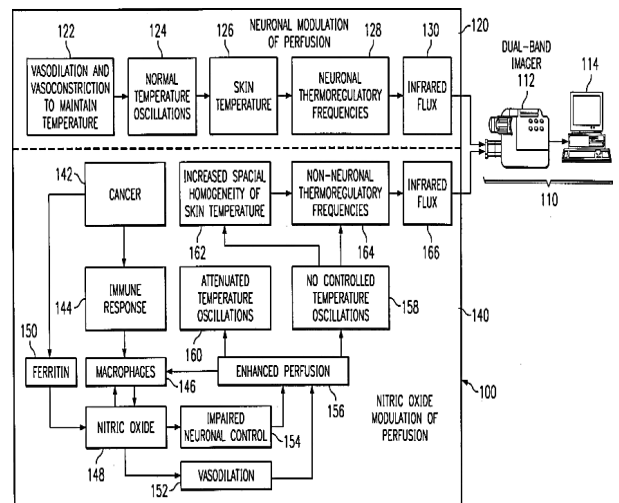 122
124
126
NEURONAL MODULATION
OF PERFUSION
128
130
120
VASODILATION AND
VASOCONSTRICTION
TO MAINTAIN
TEMPERATURE
NORMAL
TEMPERATURE
OSCILLATIONS
SKIN
TEMPERATURE
NEURONAL
THERMOREGULATORY
FREQUENCIES
INFRARED
FLUX
DUAL-BAND
IMAGER
112
114
110
142
CANCER
INCREASED SPACIAL
HOMOGENEITY OF
SKIN TEMPERATURE
162
NON-NEURONAL
THERMOREGULATORY
FREQUENCIES
164
INFRARED
FLUX
166
144
IMMUNE
RESPONSE
ATTENUATED
TEMPERATURE
OSCILLATIONS
160
NO CONTROLLED
TEMPERATURE
OSCILLATIONS
158
140
150
FERRITIN
MACROPHAGES
146
ENHANCED PERFUSION
156
100
NITRIC OXIDE
148
IMPAIRED
NEURONAL CONTROL
154
NITRIC OXIDE
MODULATION
OF PERFUSION
VASODILATION
152